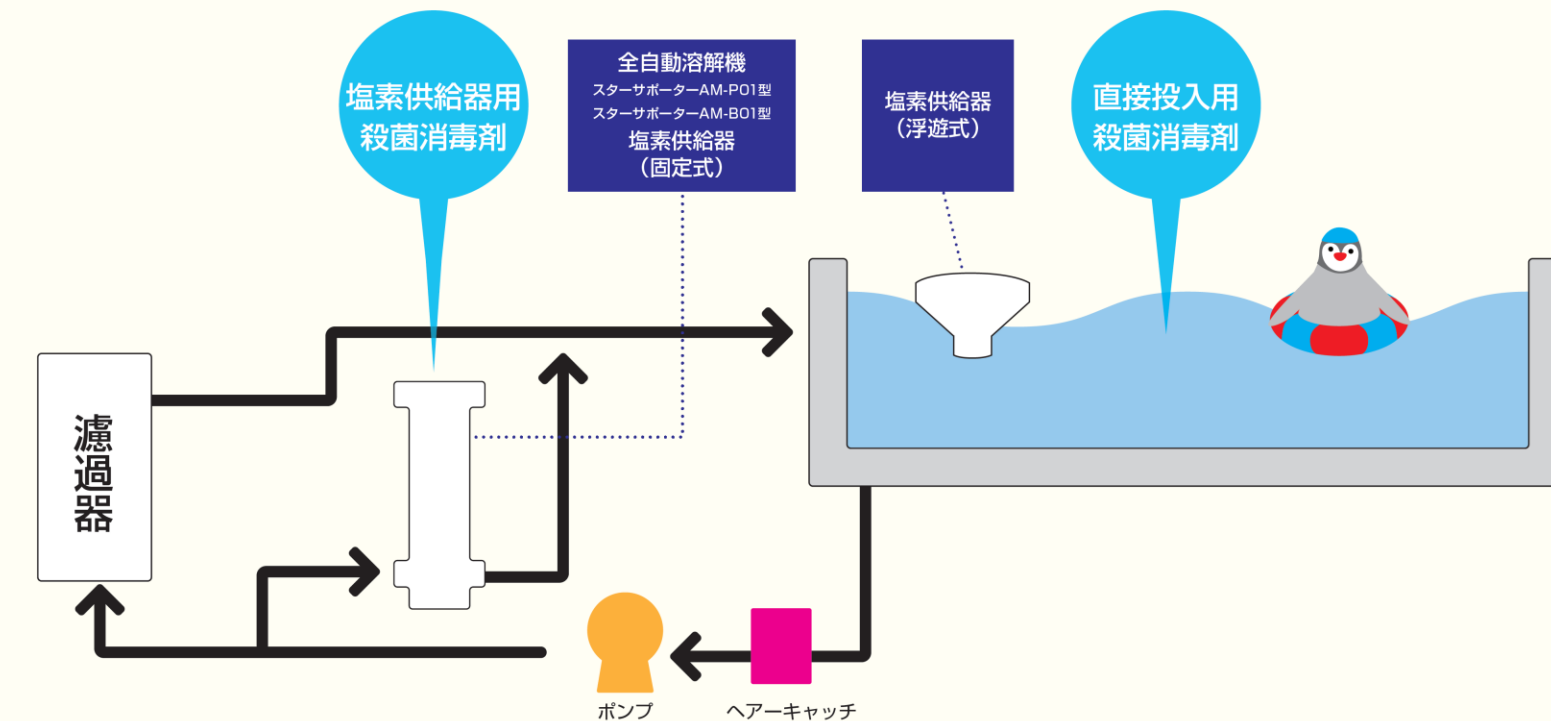 塩素供給器用
殺菌消毒剤
全自動溶解機
スターサポーターAM-P01型
スターサポーターAM-B01型
塩素供給器
（固定式）
塩素供給器
（浮遊式）
直接投入用
殺菌消毒剤
濾過器
ポンプ
ヘアーキャッチ